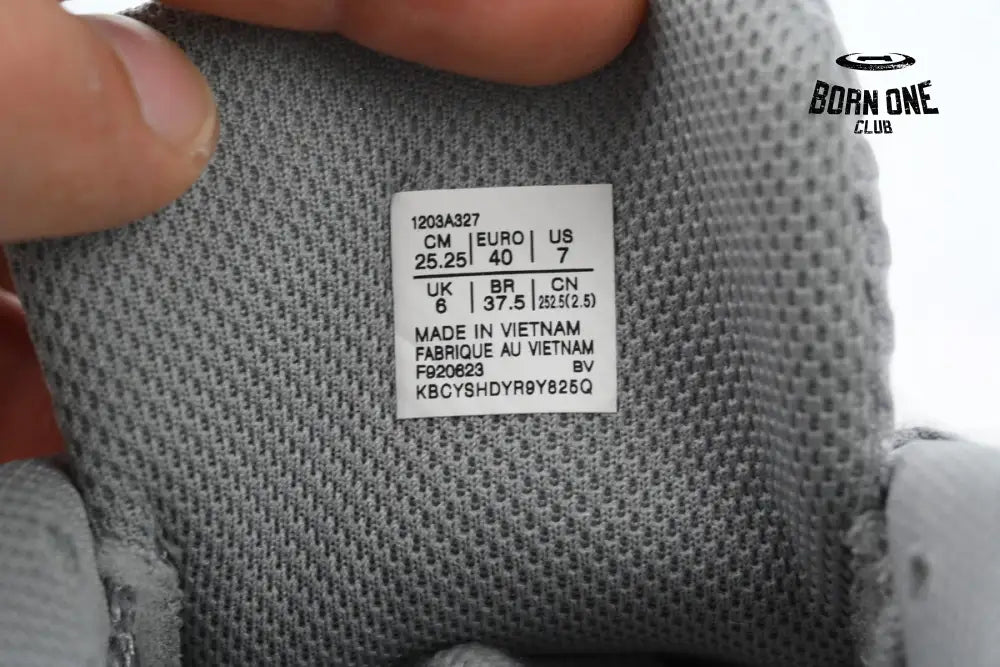 BORN ONE
CLUB
1203A327
CM | EURO | US
25.25 | 40 | 7
UK | BR | CN
6 | 37.5 | 252.5(2.5)
MADE IN VIETNAM
FABRIQUE AU VIETNAM
F920623 BV
KBCYSHDYR9Y625Q